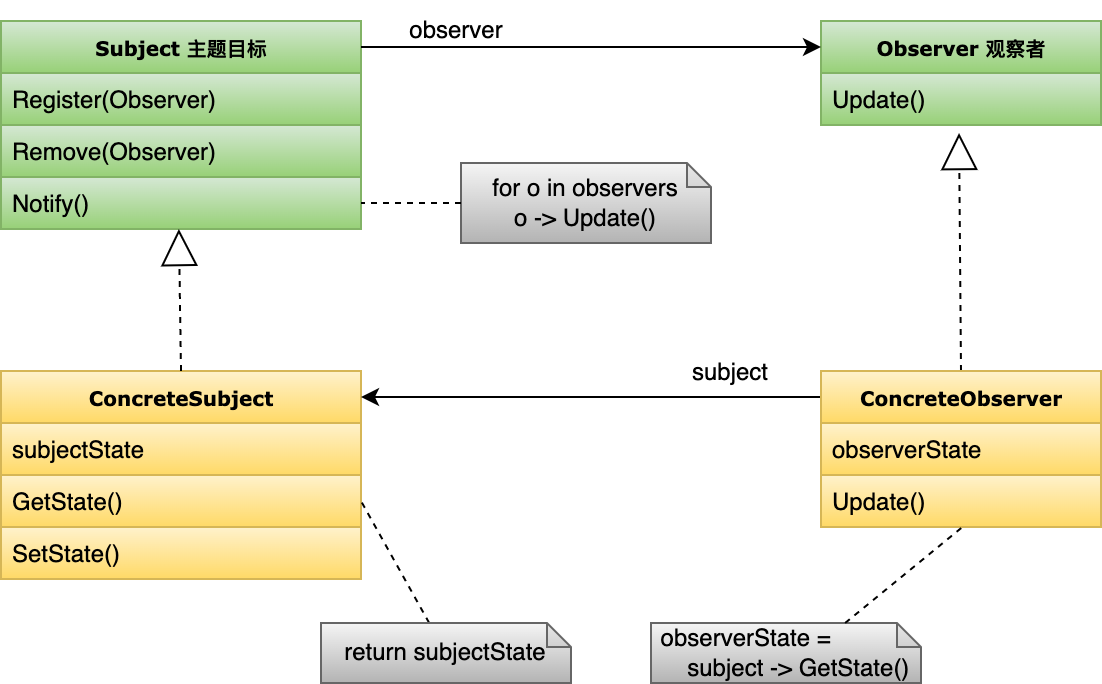 observer
Subject 主题目标
Register(Observer)
Remove(Observer)
Notify()
Observer 观察者
Update()
for o in observers
o -> Update()
subject
ConcreteSubject
subjectState
GetState()
SetState()
ConcreteObserver
observerState
Update()
return subjectState
observerState =
subject -> GetState()